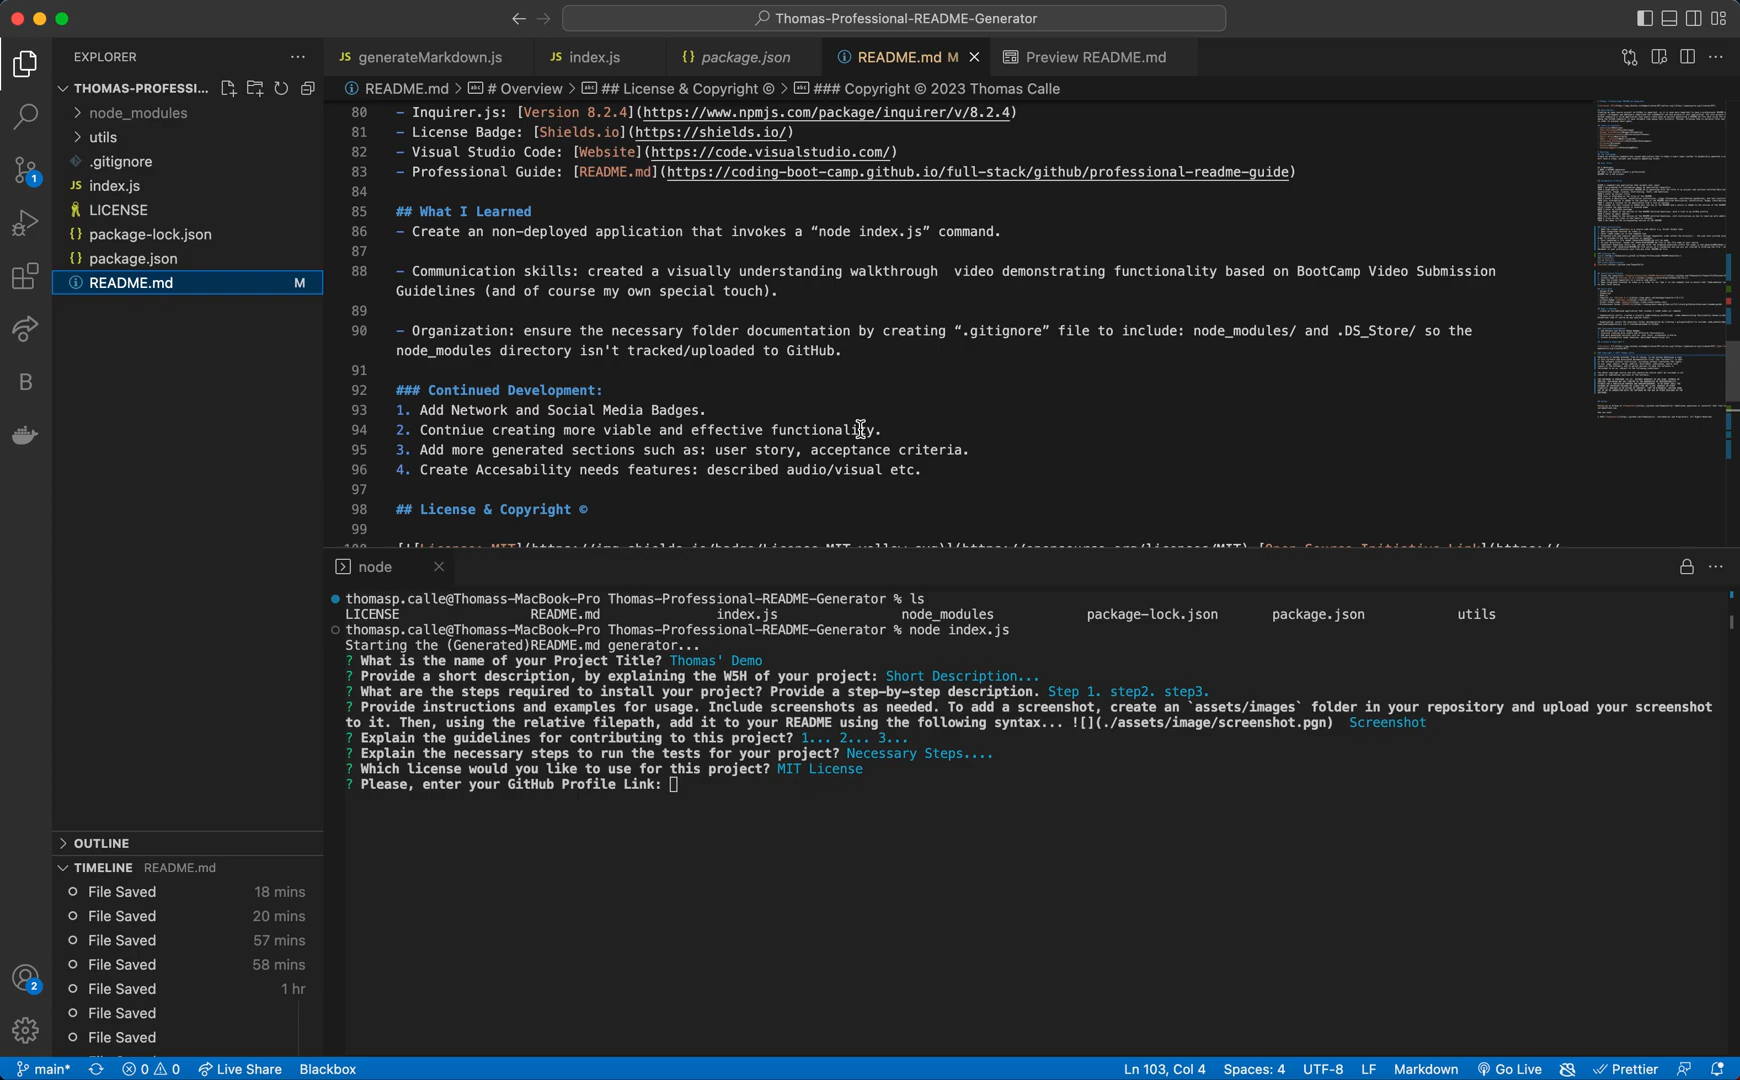 Thomas-Professional-README-Generator
EXPLORER
THOMAS-PROFESSI...
node_modules
utils
.gitignore
JS index.js
LICENSE
{} package-lock.json
{} package.json
README.md M
JS generateMarkdown.js
JS index.js
{} package.json
README.md M
Preview README.md
README.md > # Overview > ## License & Copyright © > ### Copyright © 2023 Thomas Calle
80 - Inquirer.js: [Version 8.2.4](https://www.npmjs.com/package/inquirer/v/8.2.4)
81 - License Badge: [Shields.io](https://shields.io/)
82 - Visual Studio Code: [Website](https://code.visualstudio.com/)
83 - Professional Guide: [README.md](https://coding-boot-camp.github.io/full-stack/github/professional-readme-guide)
84
85 ## What I Learned
86 - Create an non-deployed application that invokes a “node index.js” command.
87
88 - Communication skills: created a visually understanding walkthrough  video demonstrating functionality based on BootCamp Video Submission
Guidelines (and of course my own special touch).
89
90 - Organization: ensure the necessary folder documentation by creating “.gitignore” file to include: node_modules/ and .DS_Store/ so the
node_modules directory isn't tracked/uploaded to GitHub.
91
92 ### Continued Development:
93 1. Add Network and Social Media Badges.
94 2. Contniue creating more viable and effective functionality.
95 3. Add more generated sections such as: user story, acceptance criteria.
96 4. Create Accesability needs features: described audio/visual etc.
97
98 ## License & Copyright ©
99
node
thomasp.calle@Thomass-MacBook-Pro Thomas-Professional-README-Generator % ls
LICENSE README.md index.js node_modules package-lock.json package.json utils
thomasp.calle@Thomass-MacBook-Pro Thomas-Professional-README-Generator % node index.js
Starting the (Generated)README.md generator...
? What is the name of your Project Title? Thomas' Demo
? Provide a short description, by explaining the W5H of your project: Short Description...
? What are the steps required to install your project? Provide a step-by-step description. Step 1. step2. step3.
? Provide instructions and examples for usage. Include screenshots as needed. To add a screenshot, create an `assets/images` folder in your repository and upload your screenshot
to it. Then, using the relative filepath, add it to your README using the following syntax... ![](./assets/image/screenshot.pgn)  Screenshot
? Explain the guidelines for contributing to this project? 1... 2... 3...
? Explain the necessary steps to run the tests for your project? Necessary Steps....
? Which license would you like to use for this project? MIT License
? Please, enter your GitHub Profile Link:
OUTLINE
TIMELINE README.md
File Saved 18 mins
File Saved 20 mins
File Saved 57 mins
File Saved 58 mins
File Saved 1 hr
File Saved
File Saved
B
1
2
main* 0 0 Live Share Blackbox Ln 103, Col 4 Spaces: 4 UTF-8 LF Markdown Go Live Prettier